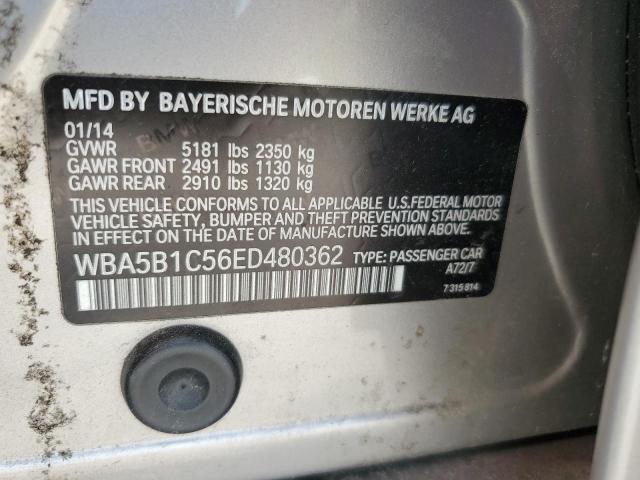 MFD BY BAYERISCHE MOTOREN WERKE AG
01/14
GVWR 5181 lbs 2350 kg
GAWR FRONT 2491 lbs 1130 kg
GAWR REAR 2910 lbs 1320 kg
THIS VEHICLE CONFORMS TO ALL APPLICABLE U.S.FEDERAL MOTOR
VEHICLE SAFETY, BUMPER AND THEFT PREVENTION STANDARDS
IN EFFECT ON THE DATE OF MANUFACTURE SHOWN ABOVE.
WBA5B1C56ED480362 TYPE: PASSENGER CAR
A72/7
7 315 814